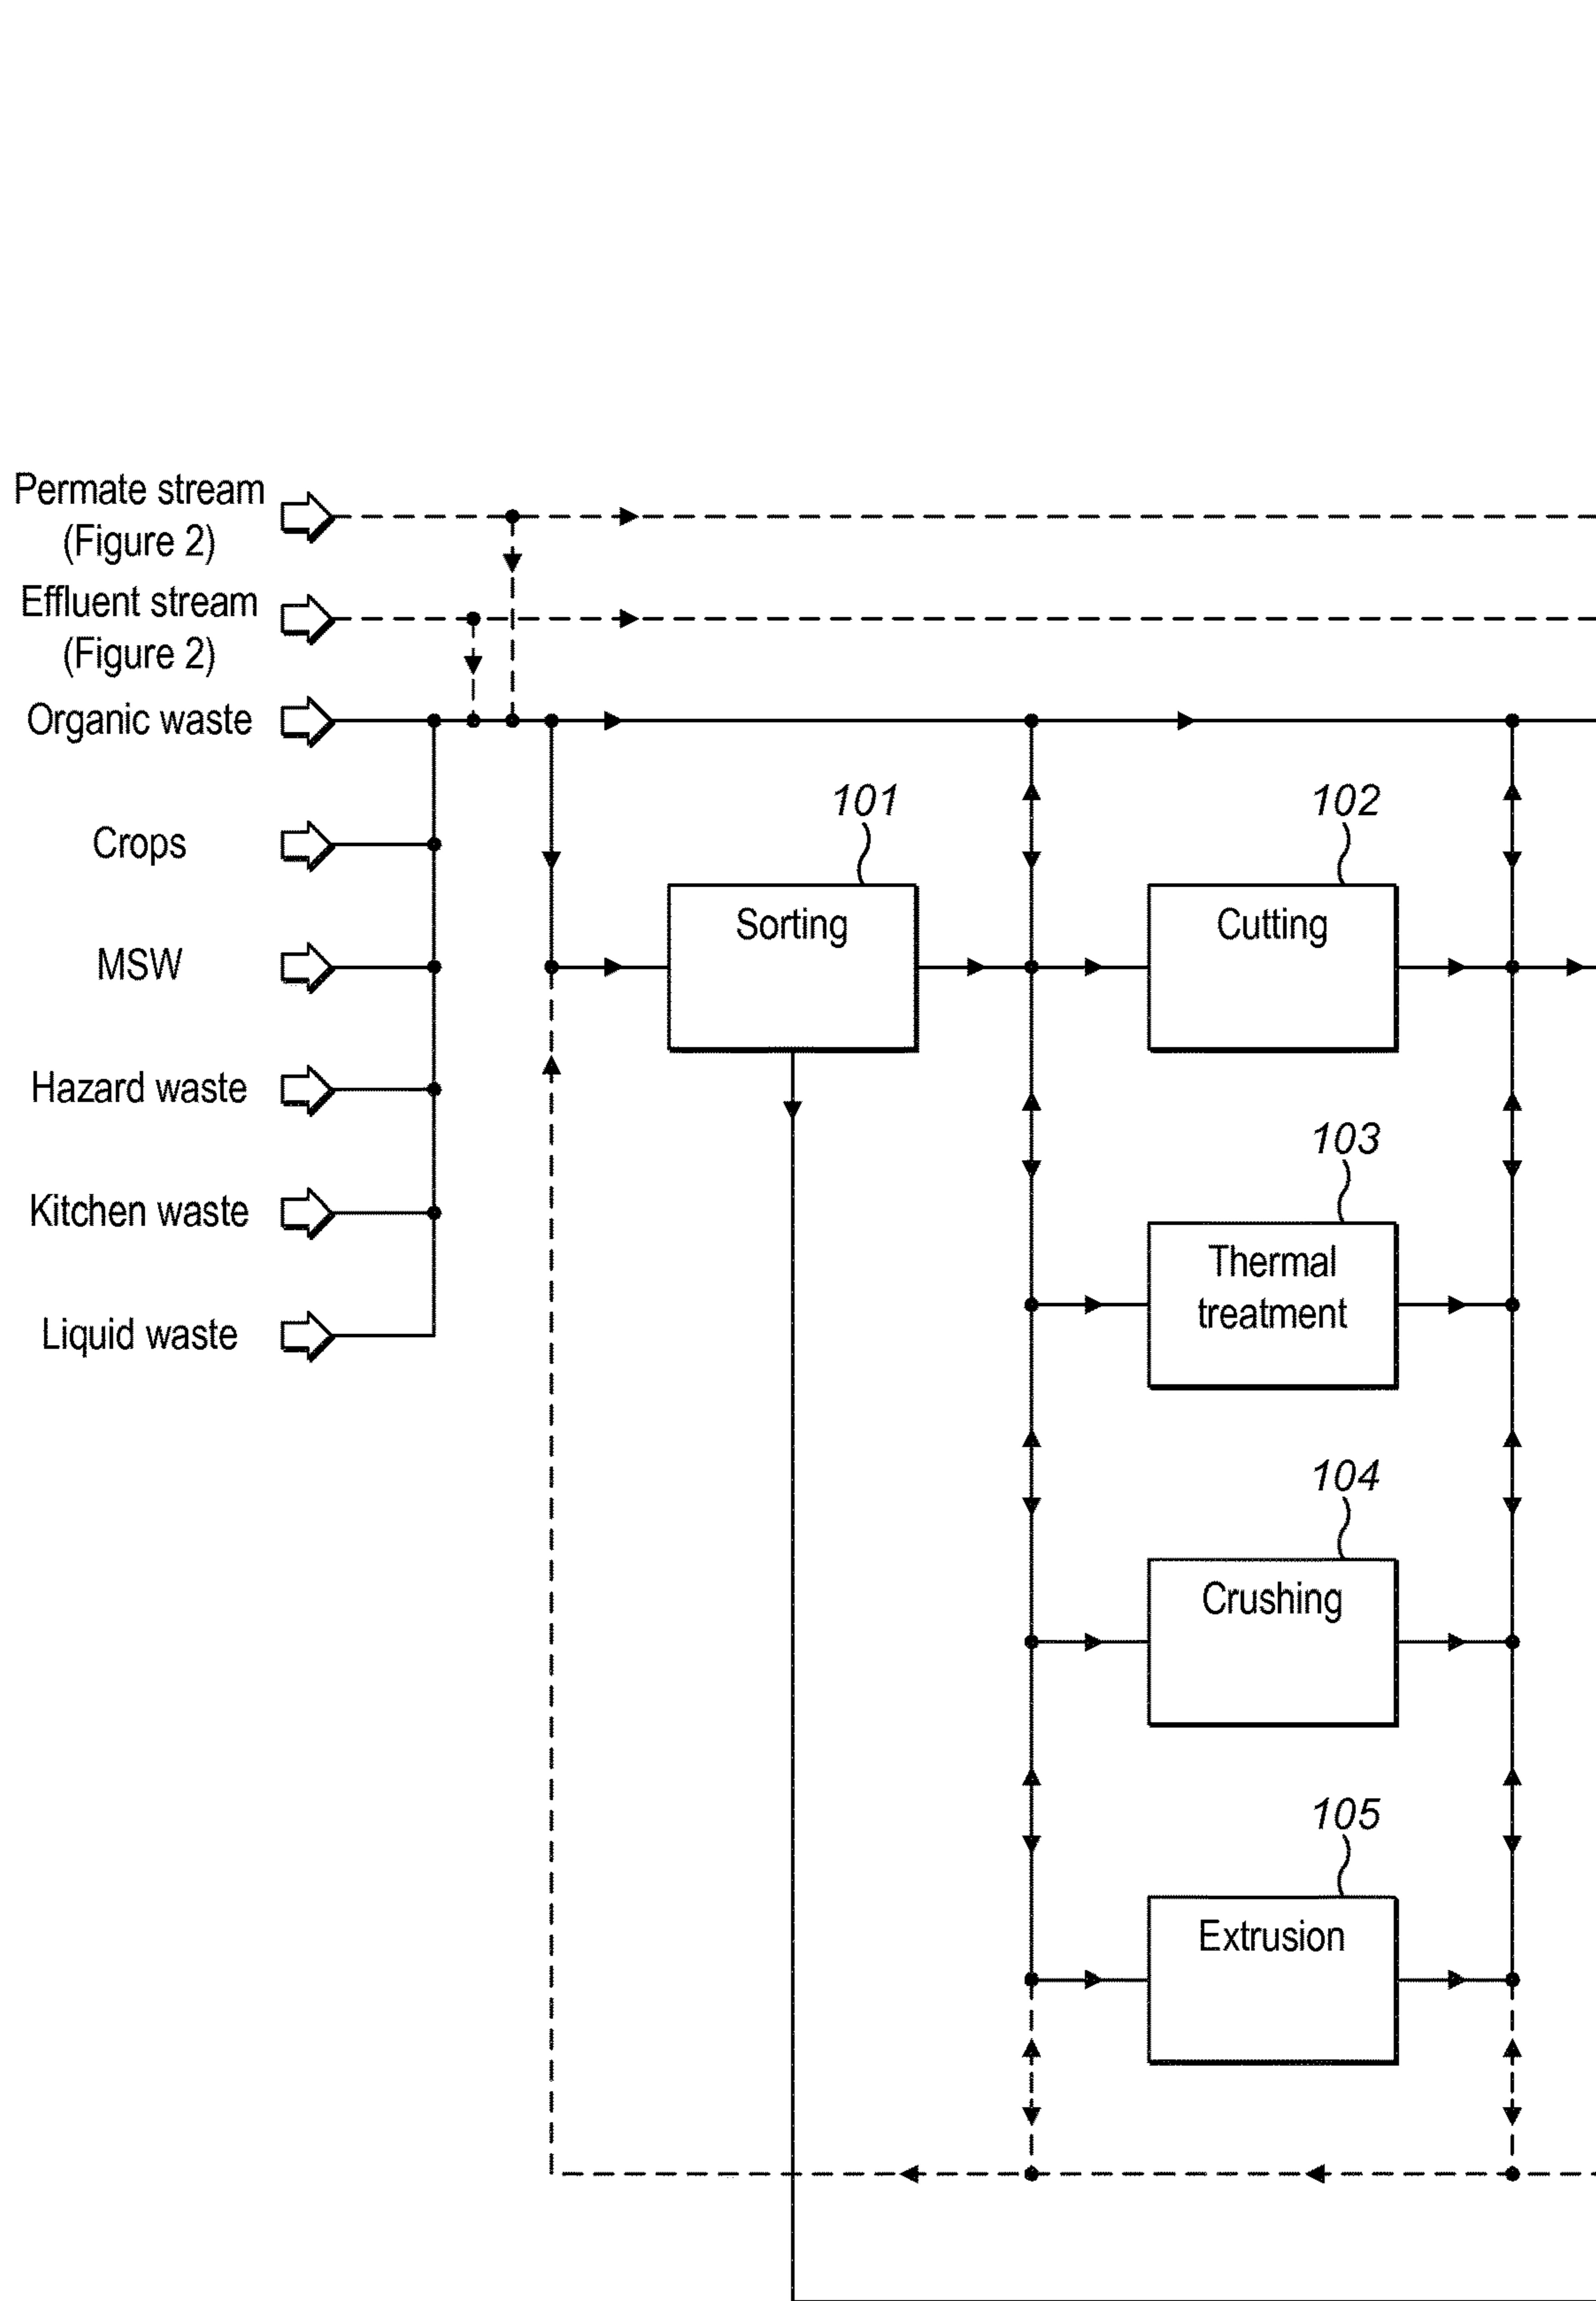 Permate stream
(Figure 2)
Effluent stream
(Figure 2)
Organic waste
Crops
MSW
Hazard waste
Kitchen waste
Liquid waste
101
Sorting
102
Cutting
103
Thermal
treatment
104
Crushing
105
Extrusion